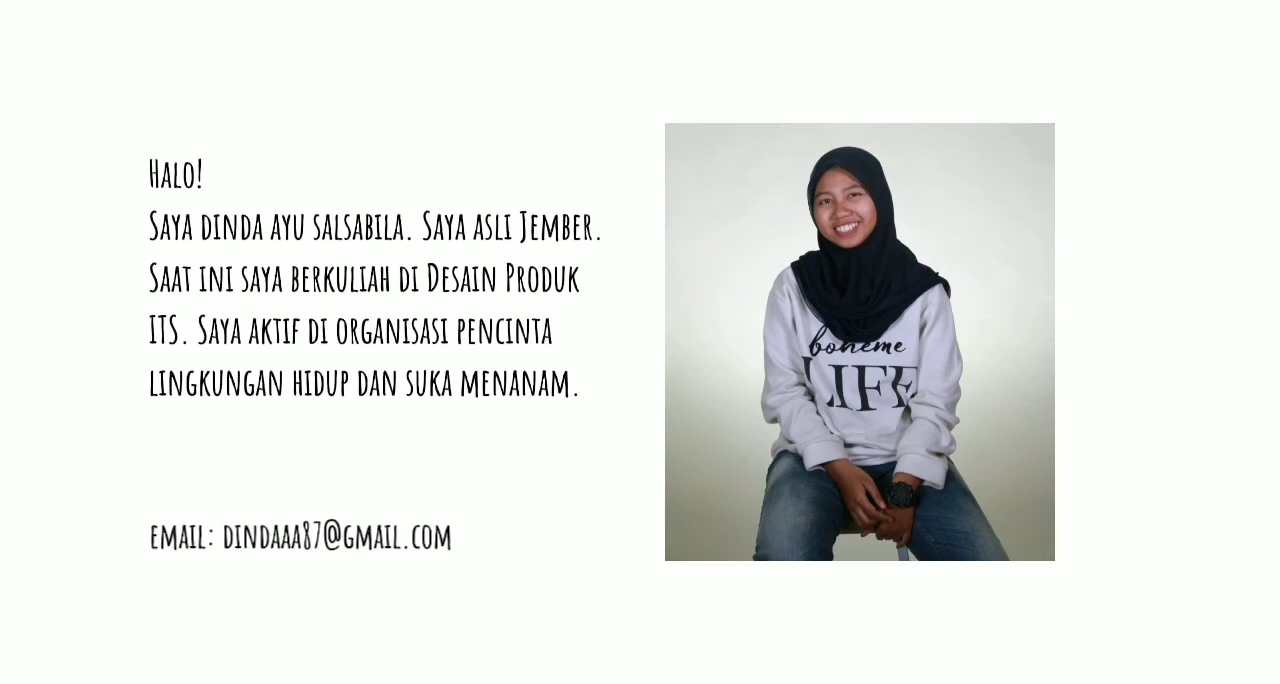 Halo!
Saya dinda ayu salsabila. Saya asli Jember.
Saat ini saya berkuliah di Desain Produk
ITS. Saya aktif di organisasi pencinta
lingkungan hidup dan suka menanam.
email: dindaaa87@gmail.com
boheme
LIFE